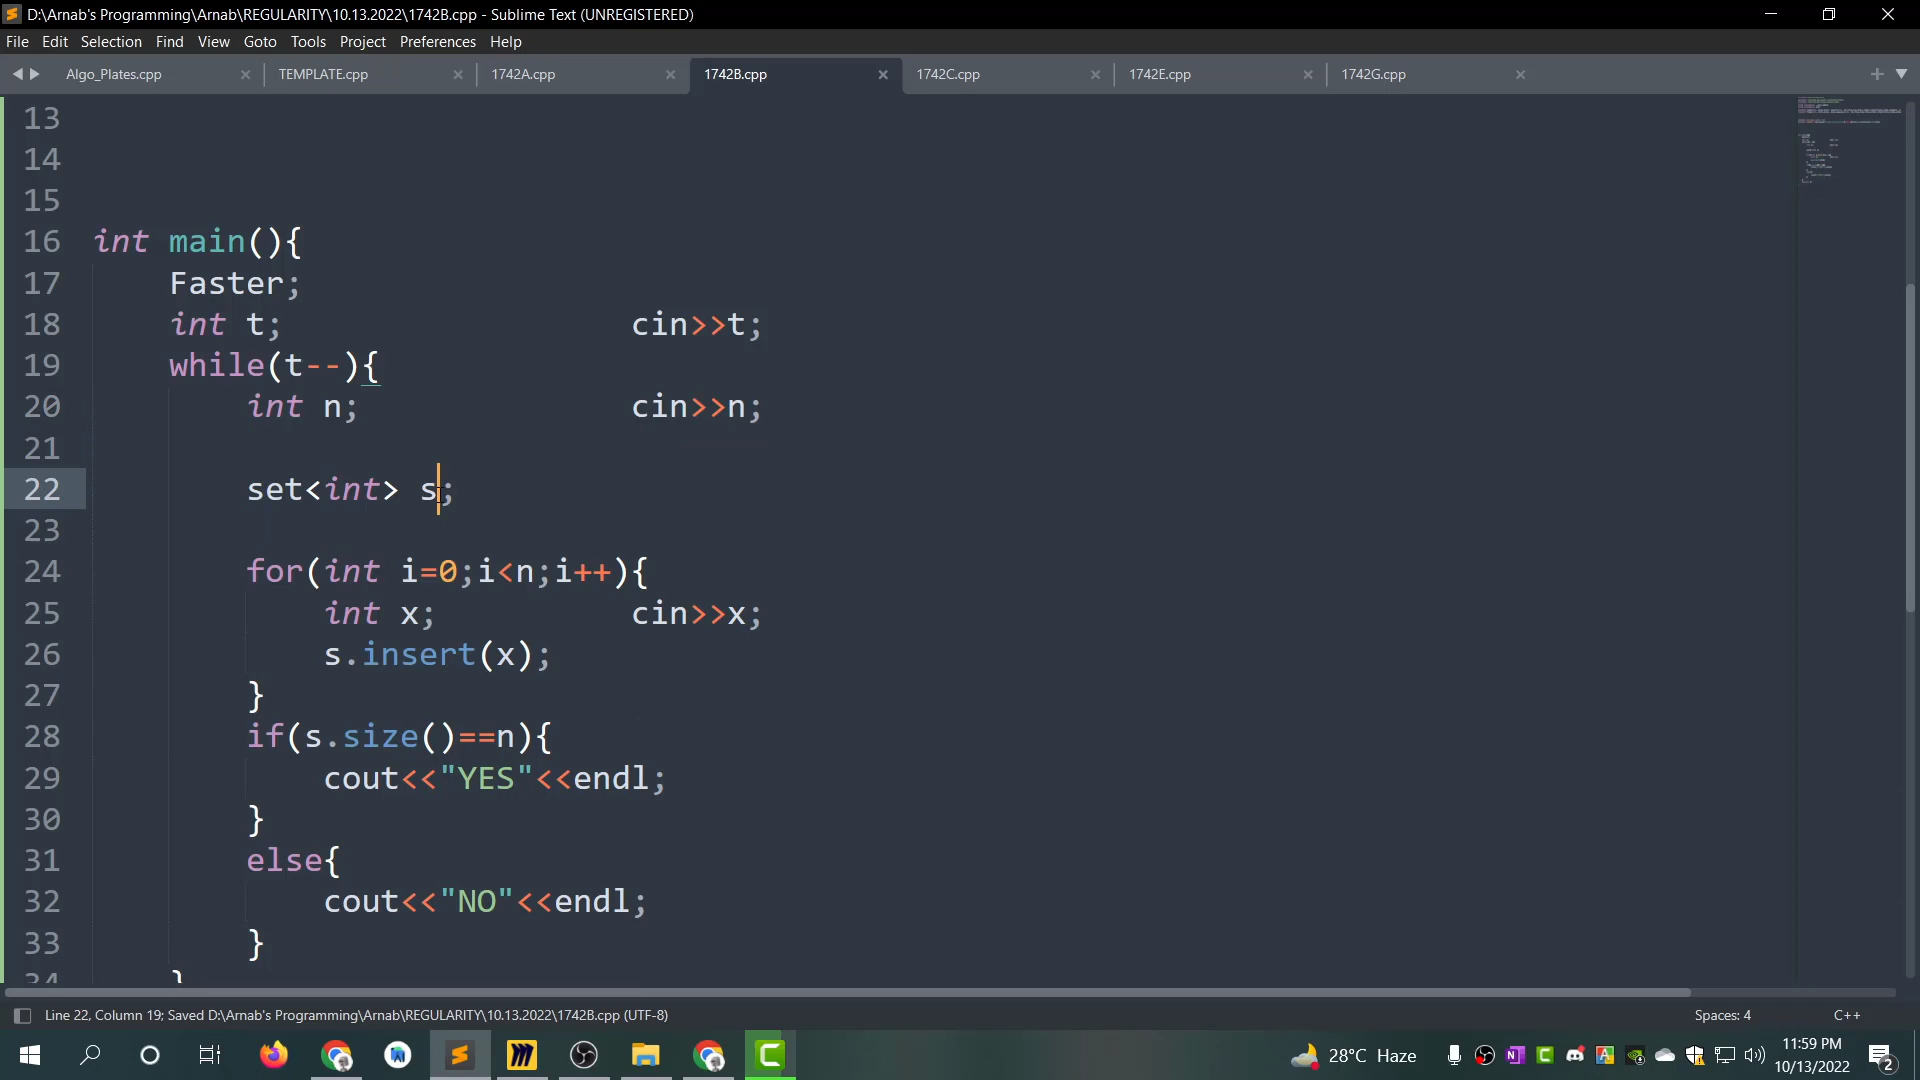 D:\Arnab's Programming\Arnab\REGULARITY\10.13.2022\1742B.cpp - Sublime Text (UNREGISTERED)
File Edit Selection Find View Goto Tools Project Preferences Help
Algo_Plates.cpp TEMPLATE.cpp 1742A.cpp 1742B.cpp 1742C.cpp 1742E.cpp 1742G.cpp
13
14
15
16 int main(){
17 Faster;
18 int t; cin>>t;
19 while(t--){
20 int n; cin>>n;
21
22 set<int> s;
23
24 for(int i=0;i<n;i++){
25 int x; cin>>x;
26 s.insert(x);
27 }
28 if(s.size()==n){
29 cout<<"YES"<<endl;
30 }
31 else{
32 cout<<"NO"<<endl;
33 }
34 }
Line 22, Column 19; Saved D:\Arnab's Programming\Arnab\REGULARITY\10.13.2022\1742B.cpp (UTF-8) Spaces: 4 C++
28°C Haze 11:59 PM
10/13/2022 2